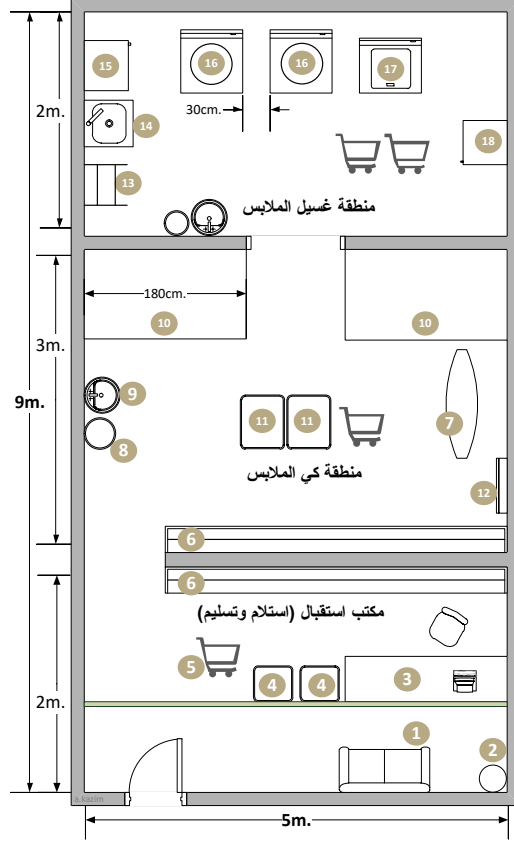 15
16
16
17
2m.
30cm.
14
18
13
منطقة غسيل الملابس
180cm.
10
10
3m.
9m.
9
11
11
7
8
منطقة كي الملابس
12
6
6
مكتب استقبال (استلام وتسليم)
5
4
4
3
2m.
1
2
a.kazim
5m.